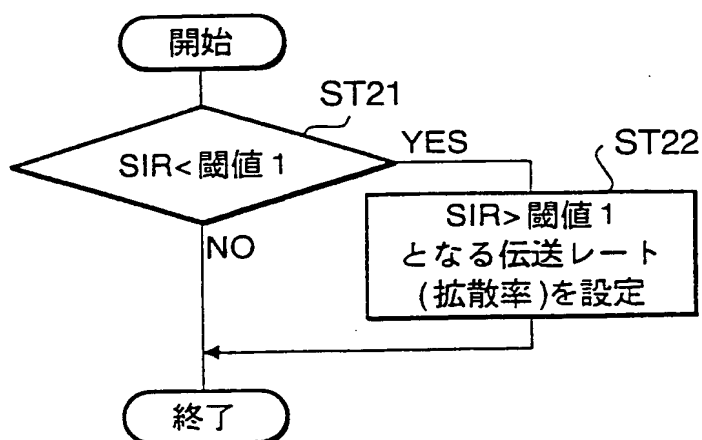 開始
ST21
SIR<閾値1
YES
ST22
SIR>閾値1
となる伝送レート
(拡散率)を設定
NO
終了